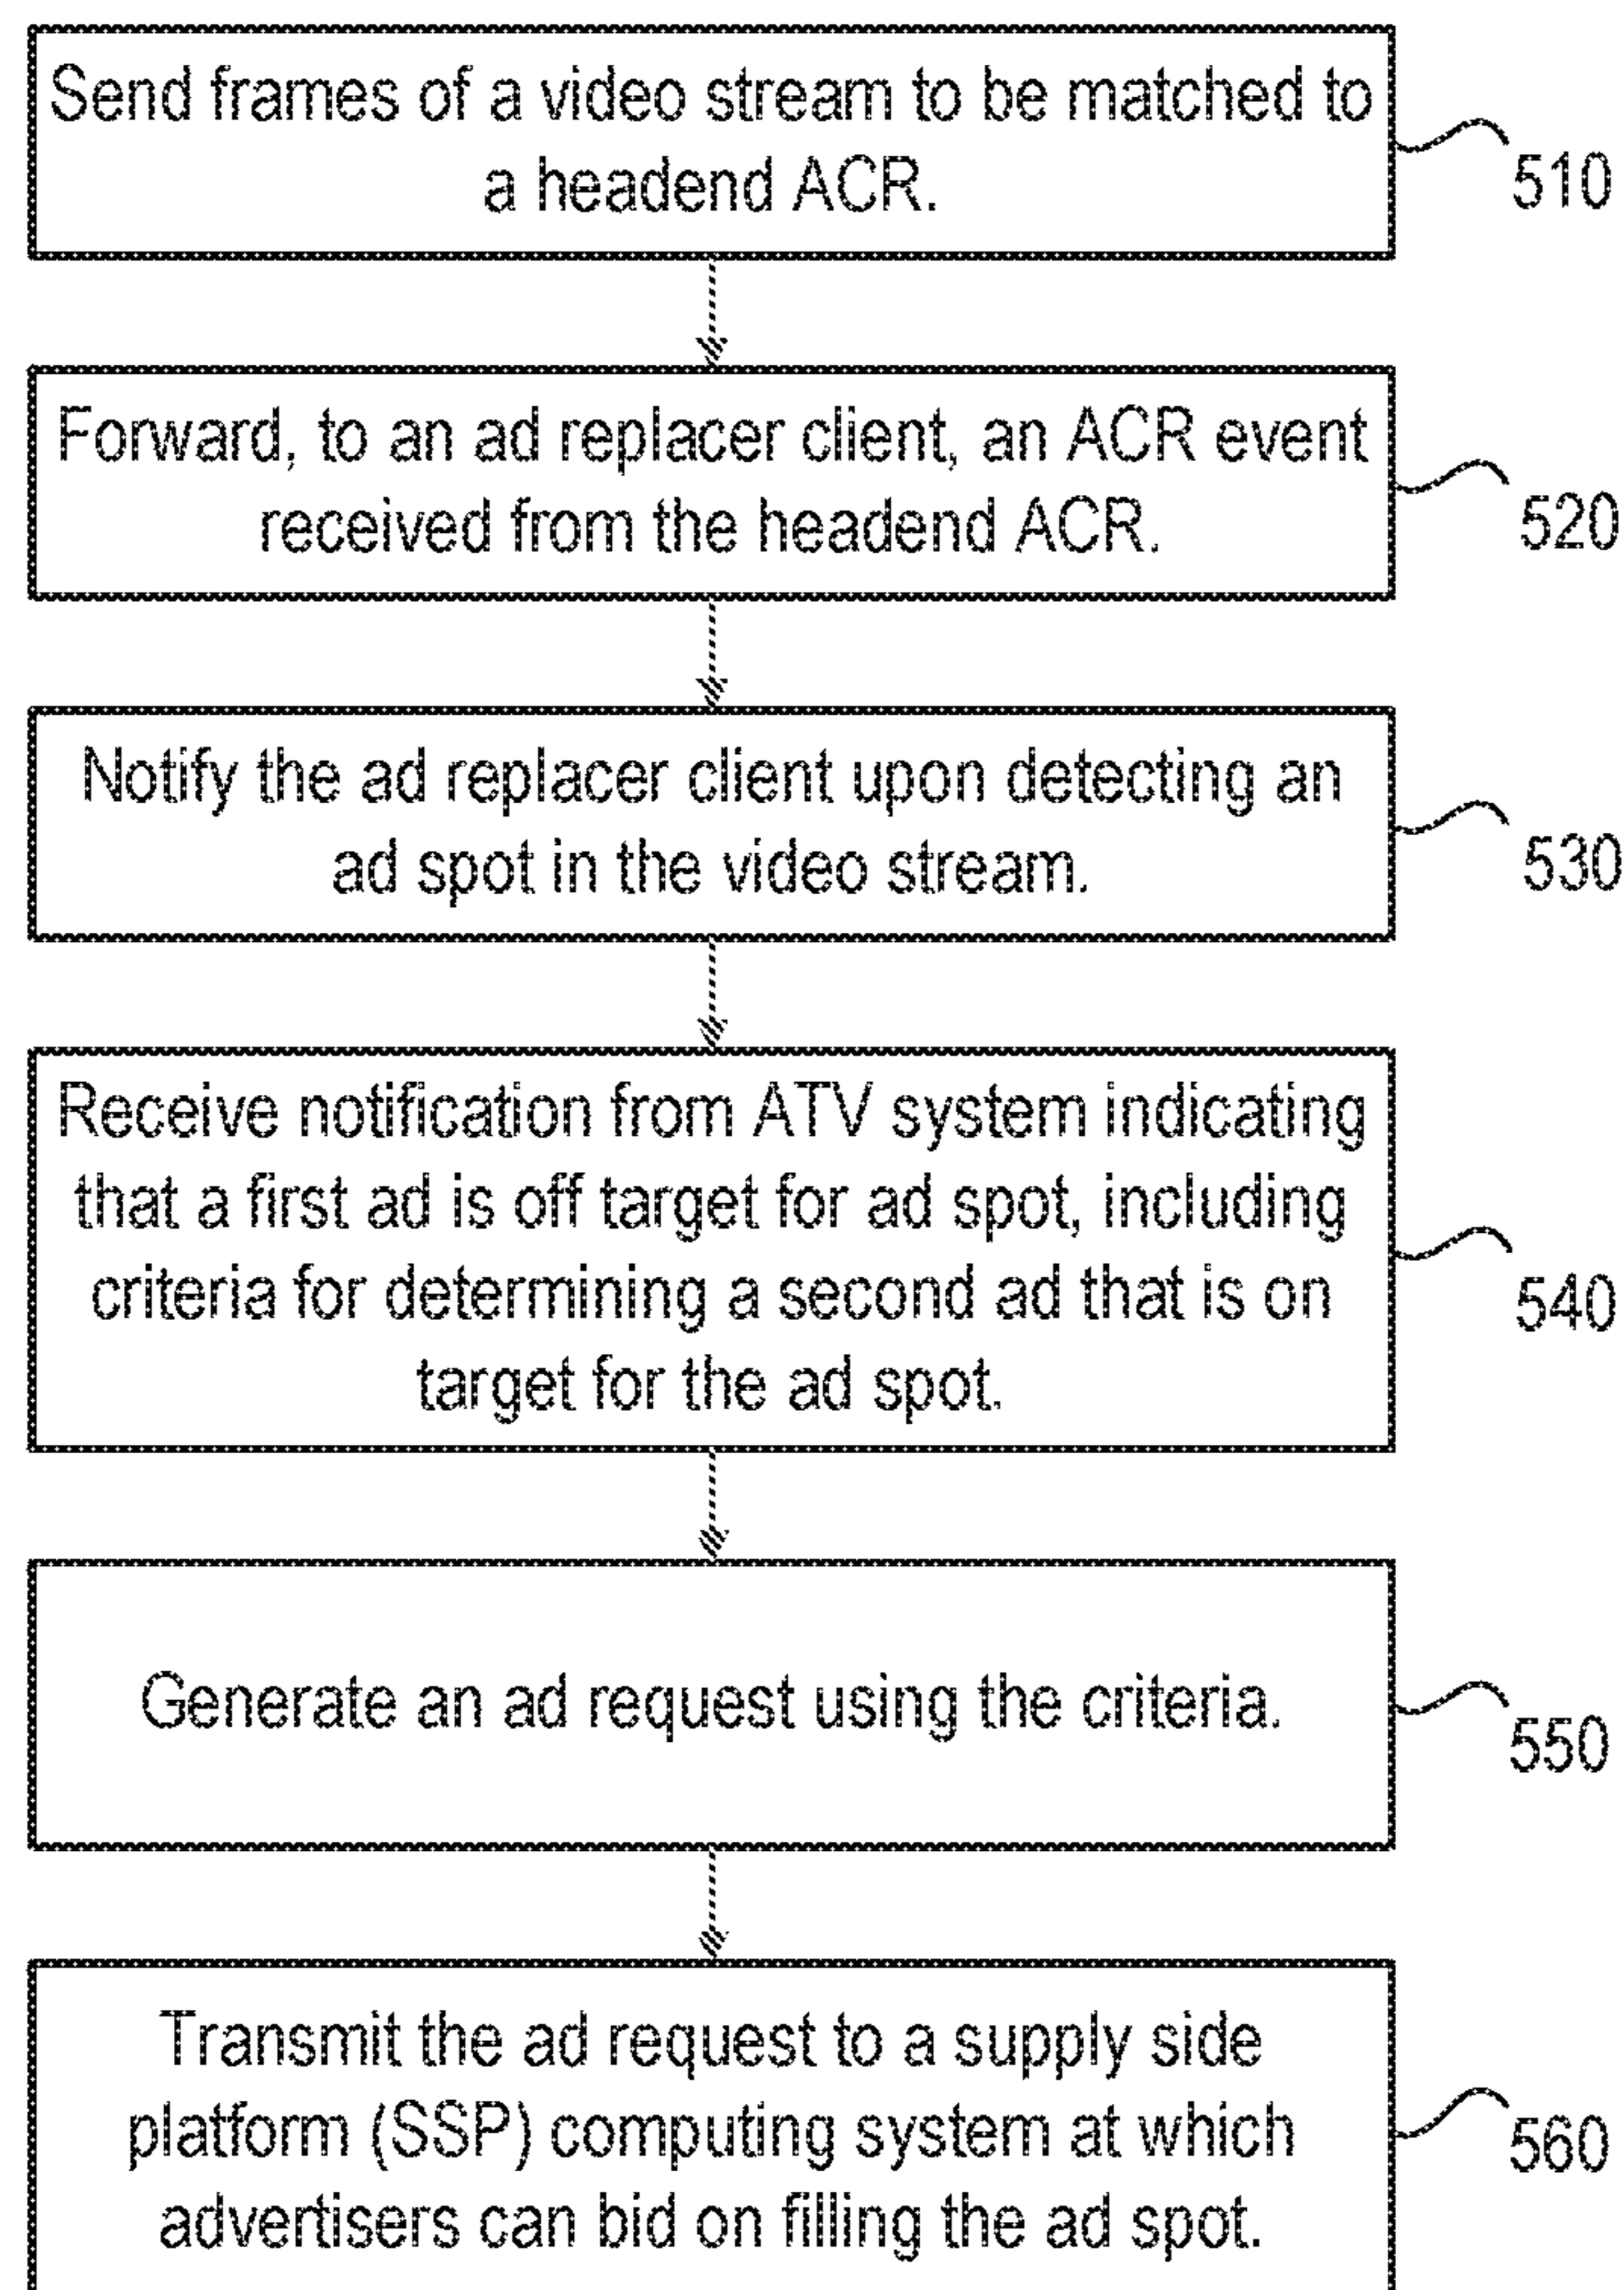 Send frames of a video stream to be matched to
a headend ACR.
510
Forward, to an ad replacer client, an ACR event
received from the headend ACR.
520
Notify the ad replacer client upon detecting an
ad spot in the video stream.
530
Receive notification from ATV system indicating
that a first ad is off target for ad spot, including
criteria for determining a second ad that is on
target for the ad spot.
540
Generate an ad request using the criteria.
550
Transmit the ad request to a supply side
platform (SSP) computing system at which
advertisers can bid on filling the ad spot.
560